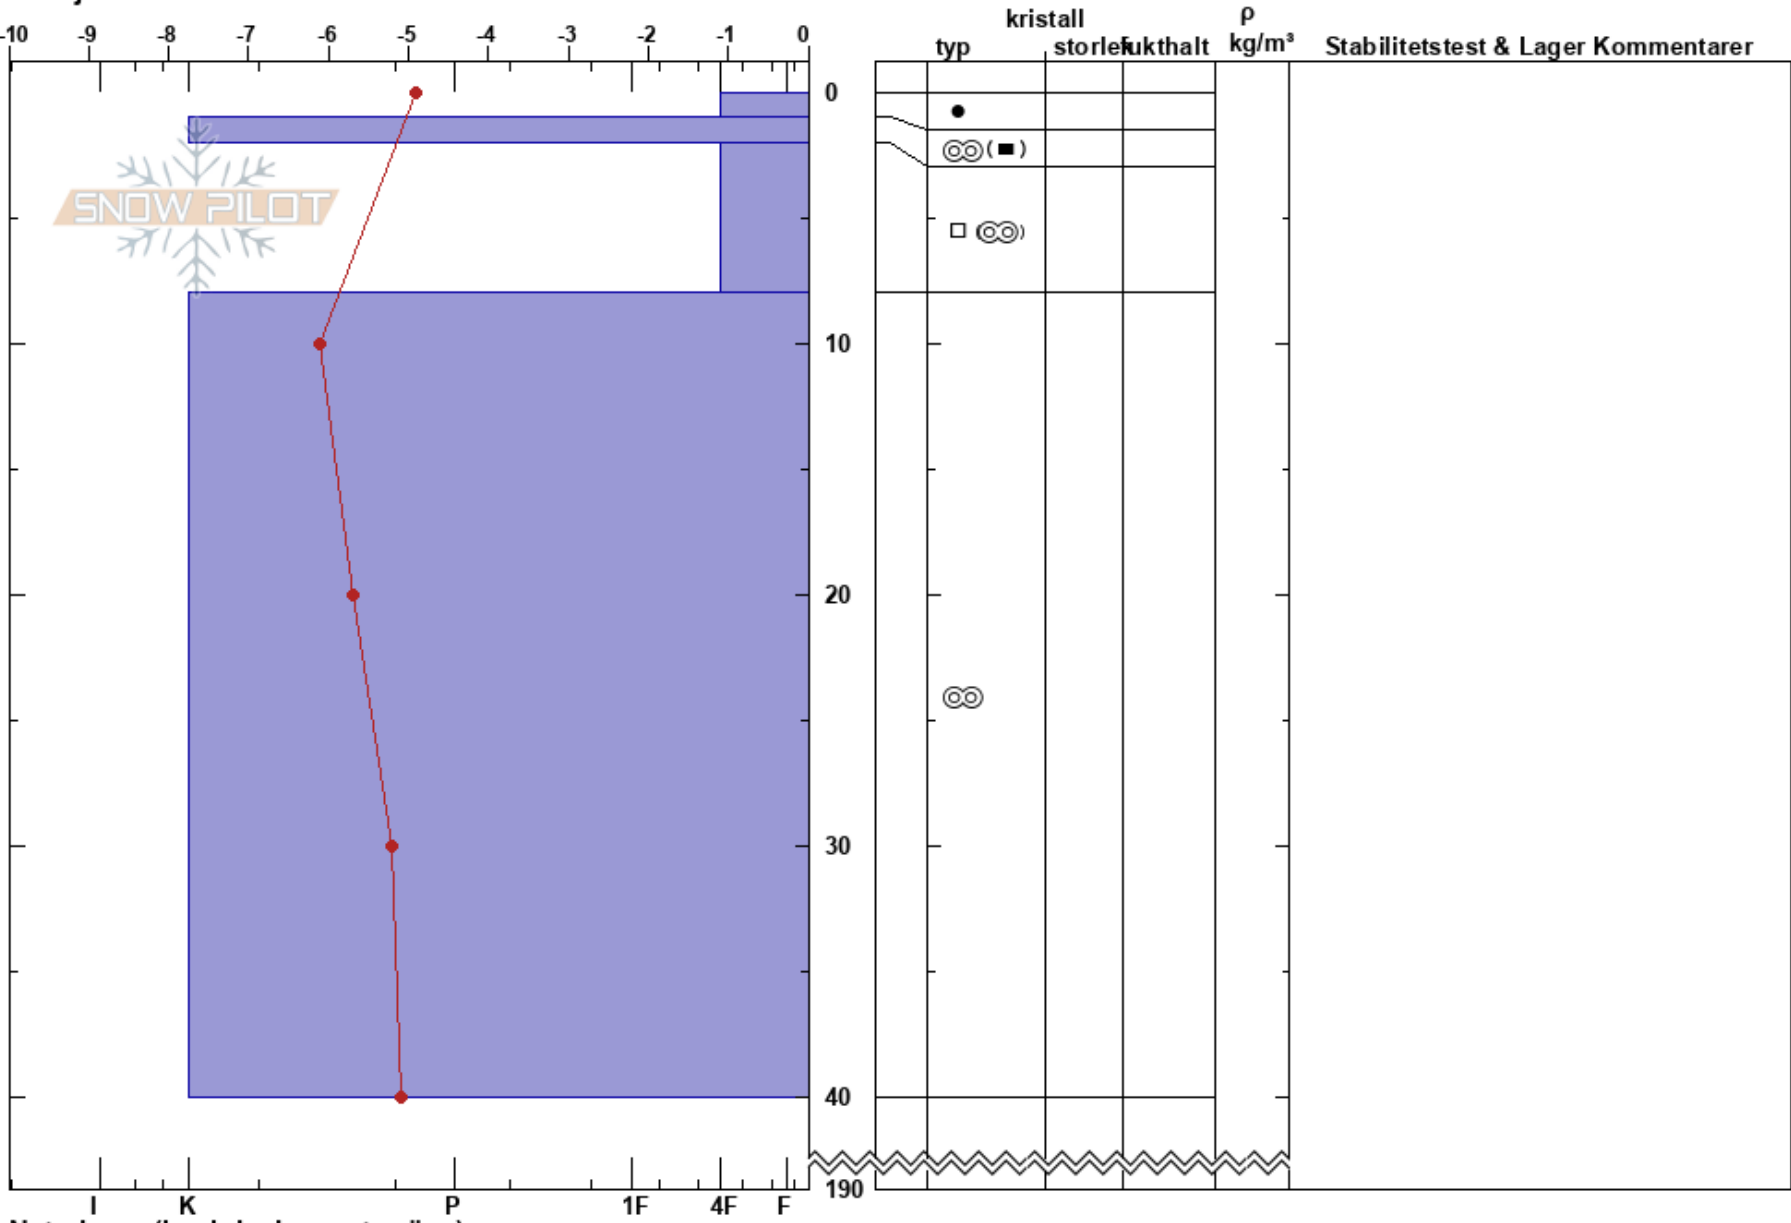 -10 -9 -8 -7 -6 -5 -4 -3 -2 -1 0
kristall ρ
typ storlek fukthalt kg/m³ Stabilitetstest & Lager Kommentarer
0
SNOW PILOT
10
20
30
40
190
I K P 1F 4F F